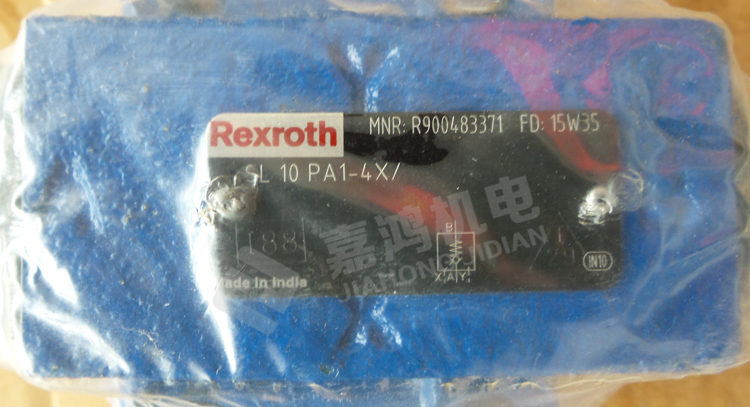 Rexroth MNR: R900483371 FD: 15W35
SL 10 PA1-4X/
188
嘉鸿机电
JIAHONG JIDIAN
B
X A Y
IN10
Made in India